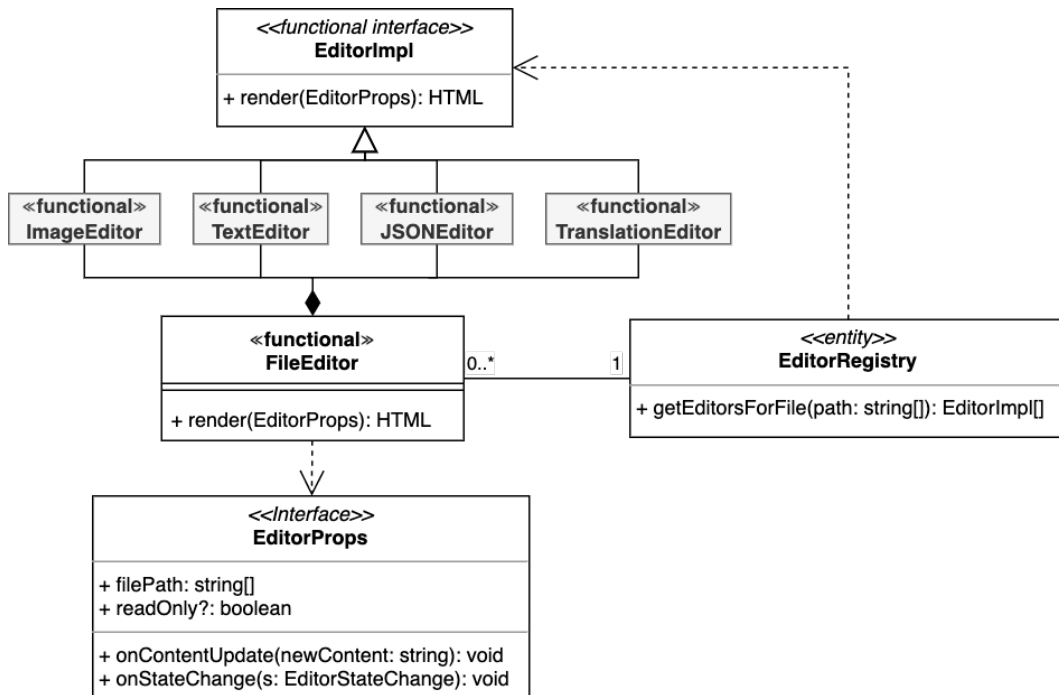 <<functional interface>>
EditorImpl
+ render(EditorProps): HTML
«functional»
ImageEditor
«functional»
TextEditor
«functional»
JSONEditor
«functional»
TranslationEditor
«functional»
FileEditor
+ render(EditorProps): HTML
0..*
1
<<entity>>
EditorRegistry
+ getEditorsForFile(path: string[]): EditorImpl[]
<<Interface>>
EditorProps
+ filePath: string[]
+ readOnly?: boolean
+ onContentUpdate(newContent: string): void
+ onStateChange(s: EditorStateChange): void